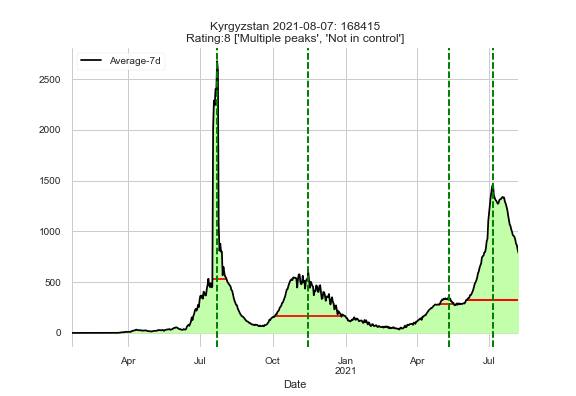 Kyrgyzstan 2021-08-07: 168415
Rating:8 ['Multiple peaks', 'Not in control']
Average-7d
2500
2000
1500
1000
500
0
Apr Jul Oct Jan Apr Jul
2021
Date